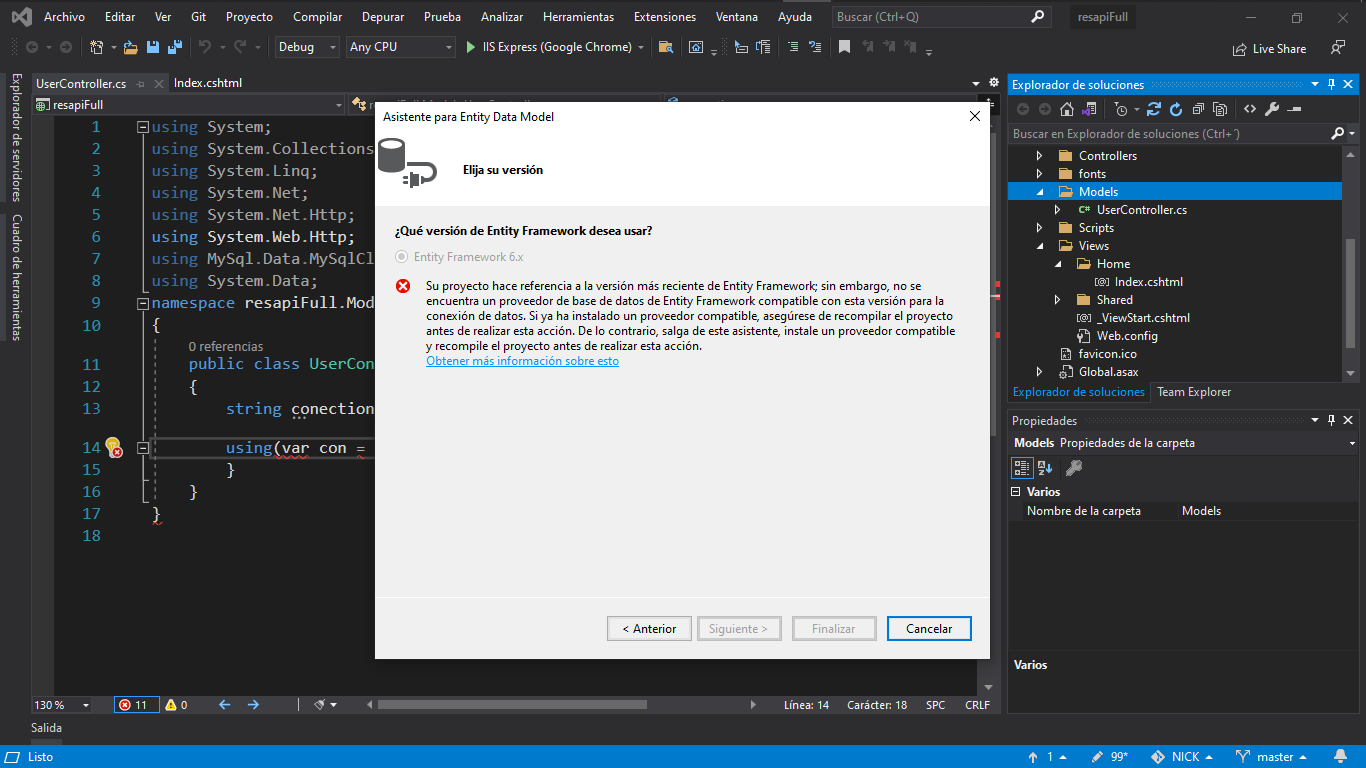 Archivo Editar Ver Git Proyecto Compilar Depurar Prueba Analizar Herramientas Extensiones Ventana Ayuda Buscar (Ctrl+Q) resapiFull
Debug Any CPU IIS Express (Google Chrome) Live Share
Explorador de servidores
Cuadro de herramientas
UserController.cs Index.cshtml
resapiFull
1 using System;
2 using System.Collections
3 using System.Linq;
4 using System.Net;
5 using System.Net.Http;
6 using System.Web.Http;
7 using MySql.Data.MySqlCl
8 using System.Data;
9 namespace resapiFull.Mod
10 {
0 referencias
11 public class UserCon
12 {
13 string conection
14 using(var con =
15 }
16 }
17 }
18
Asistente para Entity Data Model
Elija su versión
¿Qué versión de Entity Framework desea usar?
Entity Framework 6.x
Su proyecto hace referencia a la versión más reciente de Entity Framework; sin embargo, no se
encuentra un proveedor de base de datos de Entity Framework compatible con esta versión para la
conexión de datos. Si ya ha instalado un proveedor compatible, asegúrese de recompilar el proyecto
antes de realizar esta acción. De lo contrario, salga de este asistente, instale un proveedor compatible
y recompile el proyecto antes de realizar esta acción.
Obtener más información sobre esto
< Anterior Siguiente > Finalizar Cancelar
Explorador de soluciones
Buscar en Explorador de soluciones (Ctrl+´)
Controllers
fonts
Models
C# UserController.cs
Scripts
Views
Home
[@] Index.cshtml
Shared
[@] _ViewStart.cshtml
Web.config
favicon.ico
Global.asax
Explorador de soluciones Team Explorer
Propiedades
Models Propiedades de la carpeta
Varios
Nombre de la carpeta Models
Varios
130 % 11 0 Línea: 14 Carácter: 18 SPC CRLF
Salida
Listo 1 99* NICK master